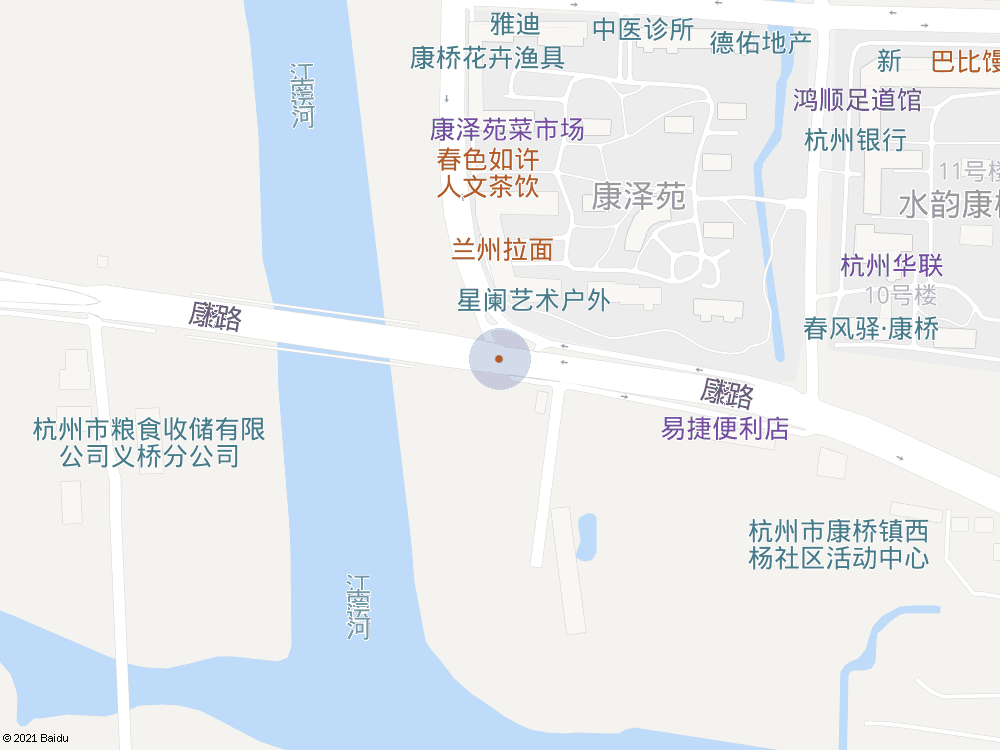 雅迪
中医诊所
德佑地产
康桥花卉渔具
新
巴比馒
江南运河
鸿顺足道馆
康泽苑菜市场
杭州银行
春色如许
人文茶饮
11号楼
康泽苑
水韵康桥
兰州拉面
杭州华联
10号楼
星阑艺术户外
康桥路
春风驿·康桥
康桥路
杭州市粮食收储有限
公司义桥分公司
易捷便利店
杭州市康桥镇西
杨社区活动中心
江南运河
© 2021 Baidu